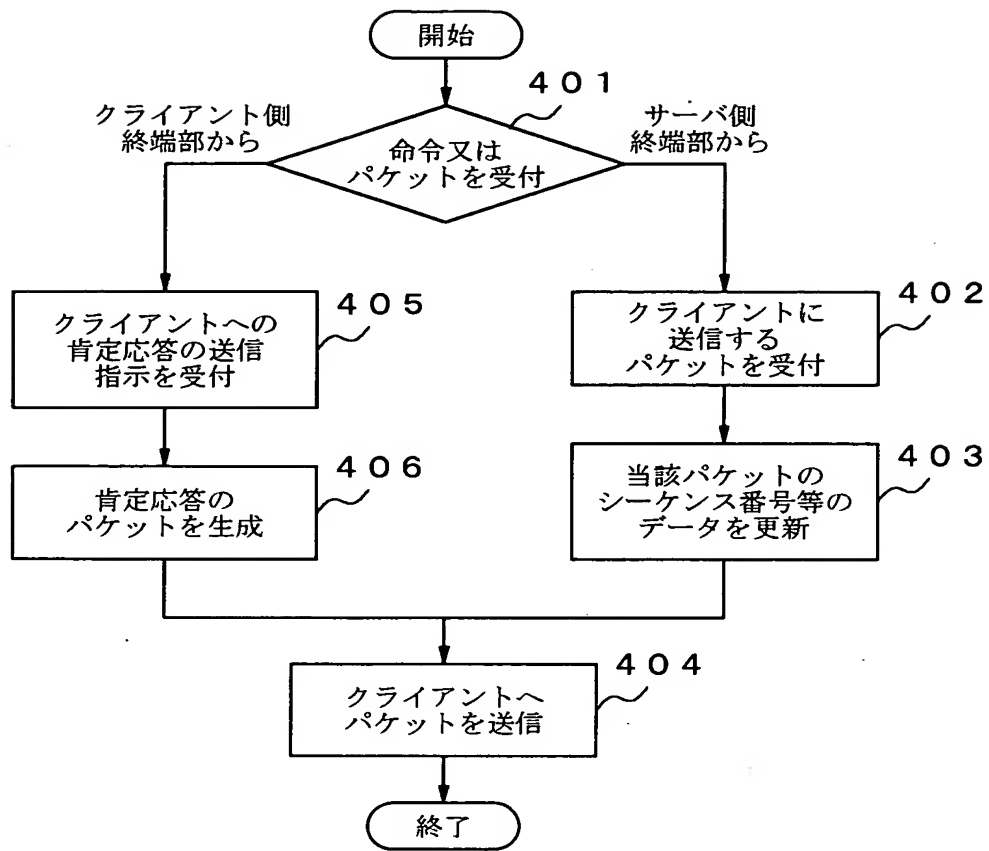 開始
401
命令又は
パケットを受付
クライアント側
終端部から
サーバ側
終端部から
405
クライアントへの
肯定応答の送信
指示を受付
402
クライアントに
送信する
パケットを受付
406
肯定応答の
パケットを生成
403
当該パケットの
シーケンス番号等の
データを更新
404
クライアントへ
パケットを送信
終了